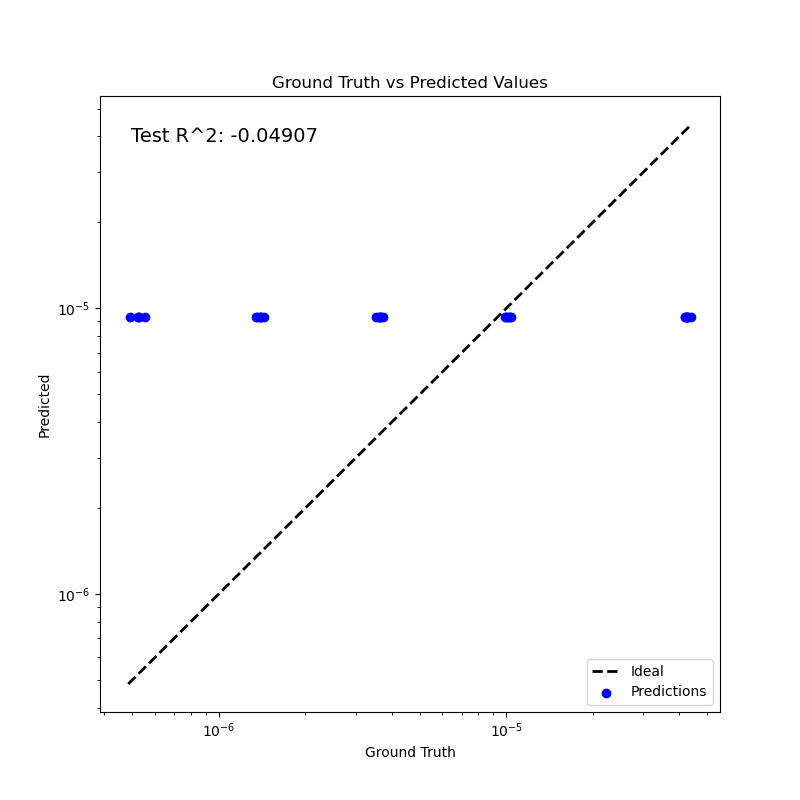 Ground Truth vs Predicted Values
Test R^2: -0.04907
10⁻⁵
10⁻⁶
Predicted
10⁻⁶
10⁻⁵
Ground Truth
Ideal
Predictions